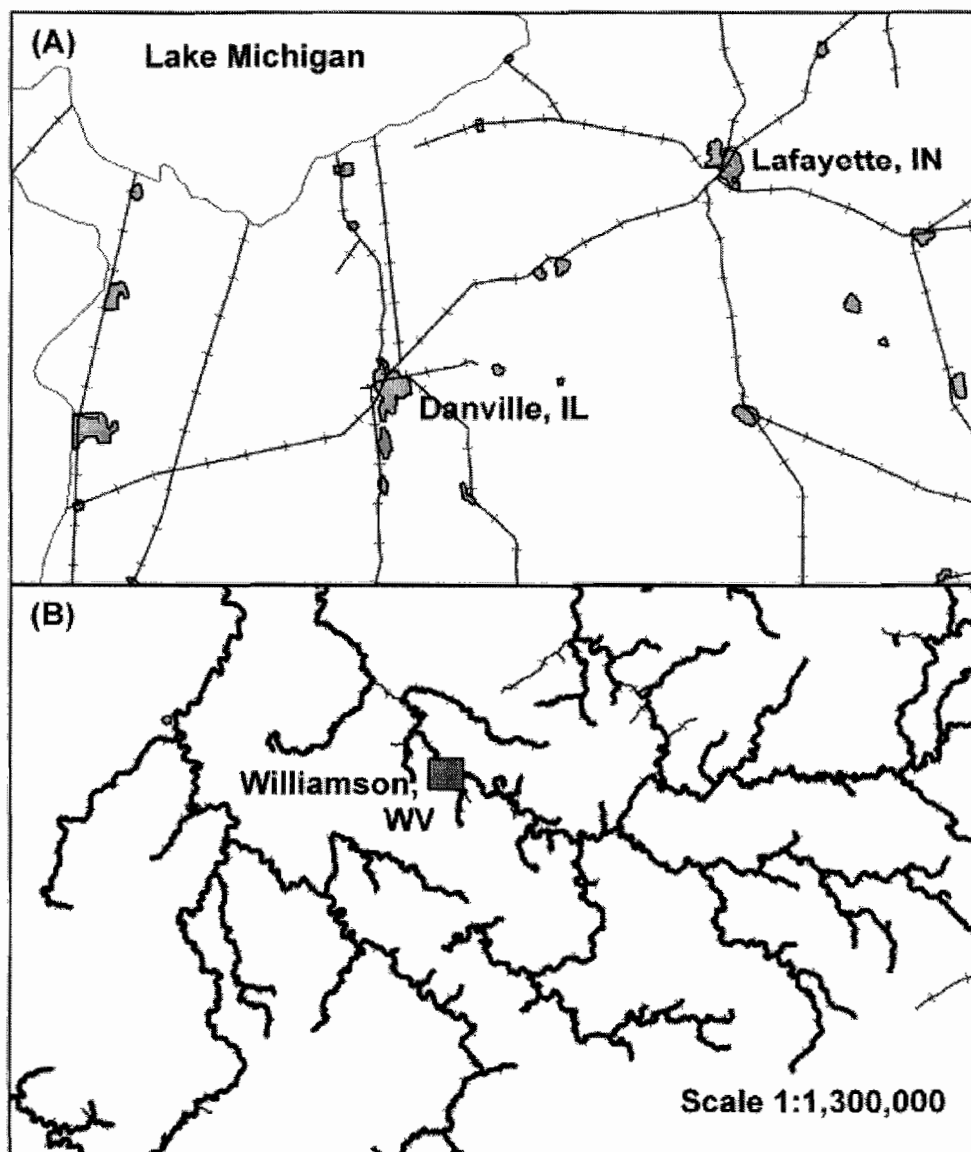 (A)
Lake Michigan
Lafayette, IN
Danville, IL
(B)
Williamson,
WV
Scale 1:1,300,000